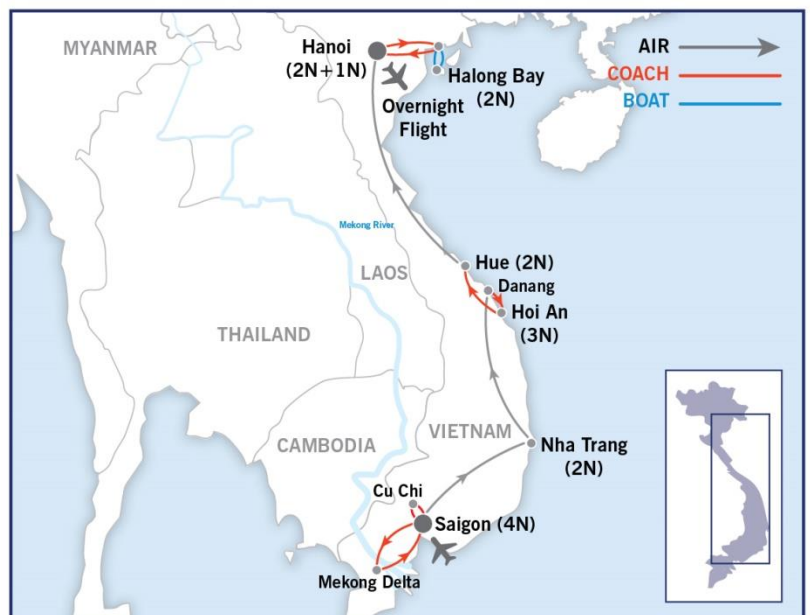 MYANMAR
Hanoi
(2N+1N)
Overnight
Flight
Halong Bay
(2N)
AIR
COACH
BOAT
Mekong River
LAOS
Hue (2N)
Danang
Hoi An
(3N)
THAILAND
VIETNAM
CAMBODIA
Nha Trang
(2N)
Cu Chi
Saigon (4N)
Mekong Delta